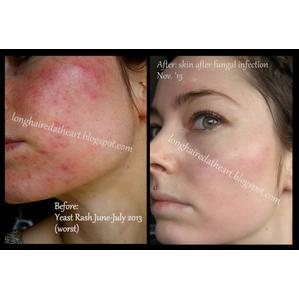 longhairedatheart.blogspot.com
Before:
Yeast Rash June-July 2013
(worst)
After: skin after fungal infection
Nov. '13
longhairedatheart.blogspot.com